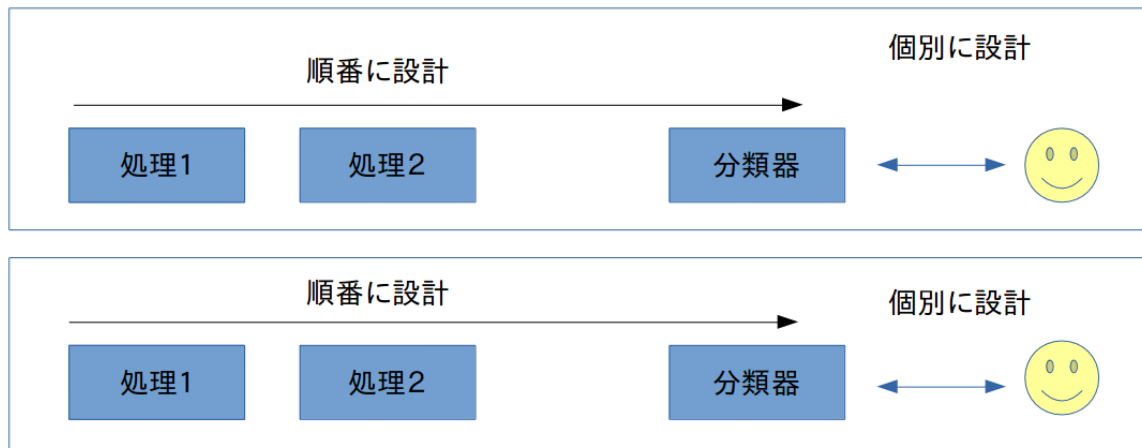 個別に設計
順番に設計
処理1
処理2
分類器
順番に設計
個別に設計
処理1
処理2
分類器